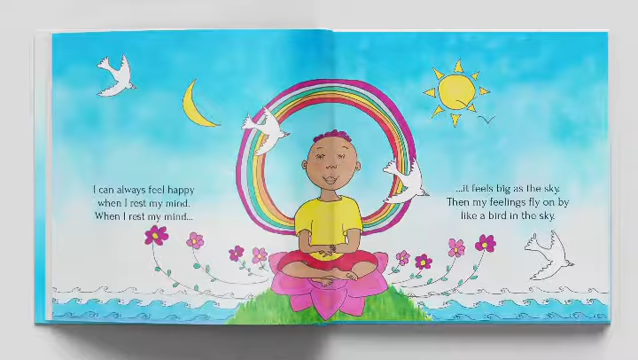 I can always feel happy
when I rest my mind.
When I rest my mind...
...it feels big as the sky.
Then my feelings fly on by
like a bird in the sky.